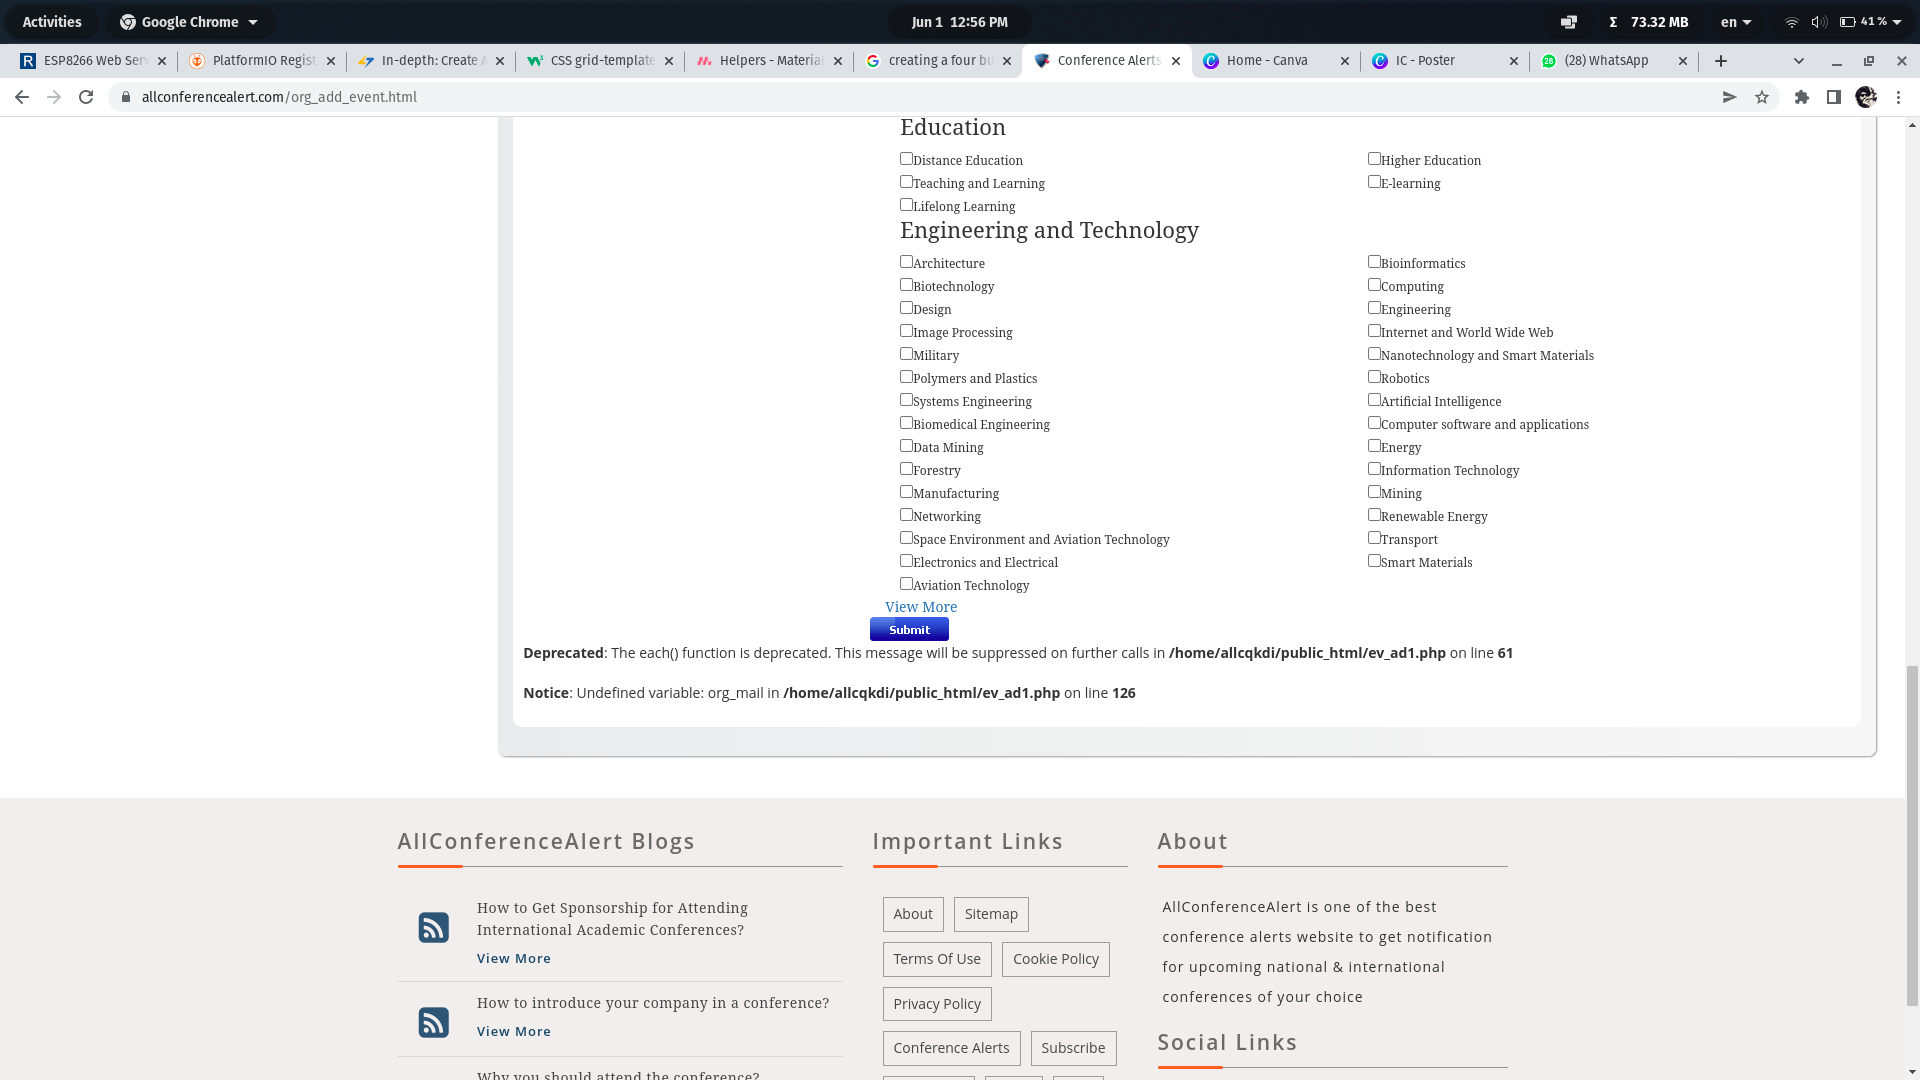 Activities
Google Chrome
Jun 1 12:56 PM
Σ 73.32 MB
en
41 %
ESP8266 Web Serv
PlatformIO Regist
In-depth: Create A
CSS grid-template
Helpers - Material
creating a four bu
Conference Alerts
Home - Canva
IC - Poster
(28) WhatsApp
allconferencealert.com/org_add_event.html
Education
Distance Education
Higher Education
Teaching and Learning
E-learning
Lifelong Learning
Engineering and Technology
Architecture
Bioinformatics
Biotechnology
Computing
Design
Engineering
Image Processing
Internet and World Wide Web
Military
Nanotechnology and Smart Materials
Polymers and Plastics
Robotics
Systems Engineering
Artificial Intelligence
Biomedical Engineering
Computer software and applications
Data Mining
Energy
Forestry
Information Technology
Manufacturing
Mining
Networking
Renewable Energy
Space Environment and Aviation Technology
Transport
Electronics and Electrical
Smart Materials
Aviation Technology
View More
Submit
Deprecated: The each() function is deprecated. This message will be suppressed on further calls in /home/allcqkdi/public_html/ev_ad1.php on line 61
Notice: Undefined variable: org_mail in /home/allcqkdi/public_html/ev_ad1.php on line 126
AllConferenceAlert Blogs
How to Get Sponsorship for Attending
International Academic Conferences?
View More
How to introduce your company in a conference?
View More
Why you should attend the conference?
Important Links
About
Sitemap
Terms Of Use
Cookie Policy
Privacy Policy
Conference Alerts
Subscribe
About
AllConferenceAlert is one of the best
conference alerts website to get notification
for upcoming national & international
conferences of your choice
Social Links